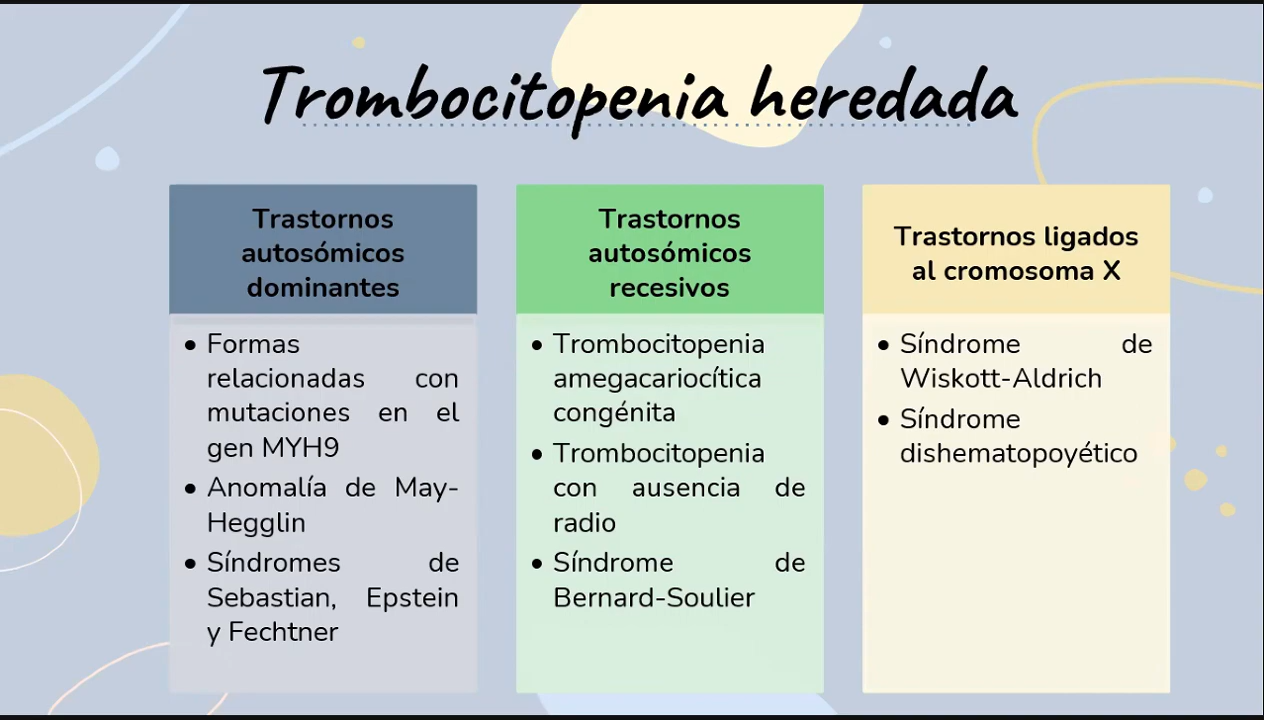 Trombocitopenia heredada
Trastornos
autosómicos
dominantes
• Formas
relacionadas con
mutaciones en el
gen MYH9
• Anomalía de May-
Hegglin
• Síndromes de
Sebastian, Epstein
y Fechtner
Trastornos
autosómicos
recesivos
• Trombocitopenia
amegacariocítica
congénita
• Trombocitopenia
con ausencia de
radio
• Síndrome de
Bernard-Soulier
Trastornos ligados
al cromosoma X
• Síndrome de
Wiskott-Aldrich
• Síndrome
dishematopoyético